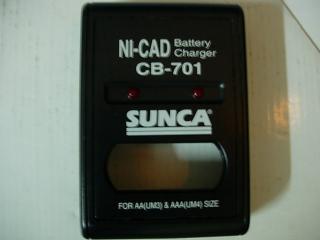 NI-CAD Battery Charger
CB-701
SUNCA®
FOR AA(UM3) & AAA(UM4) SIZE